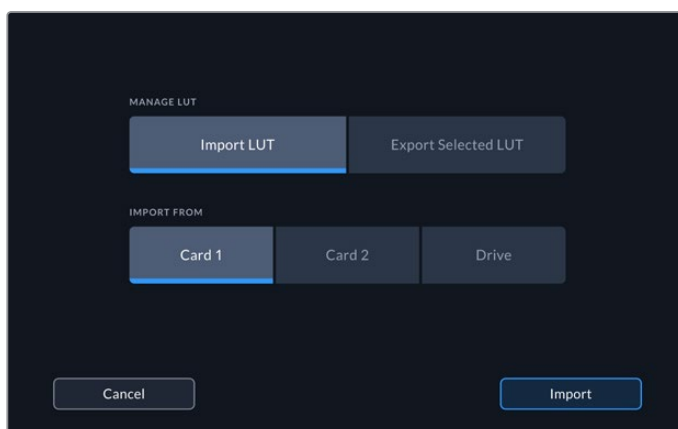 MANAGE LUT
Import LUT Export Selected LUT
IMPORT FROM
Card 1 Card 2 Drive
Cancel Import